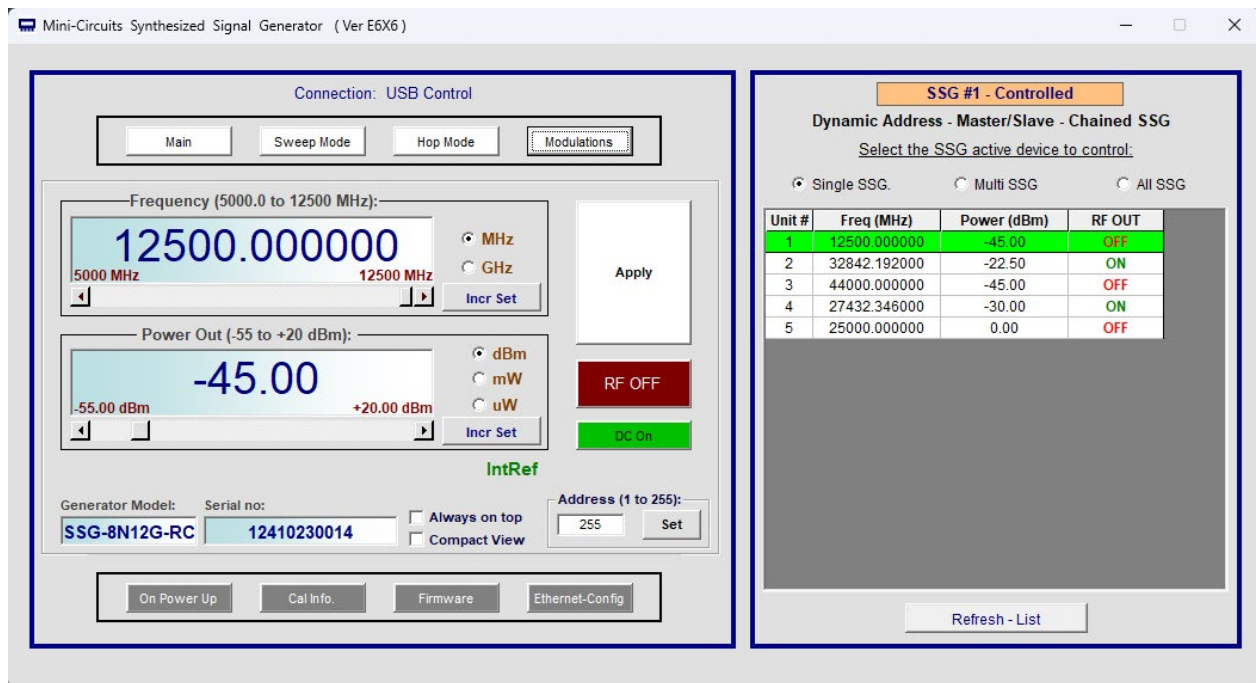 Mini-Circuits Synthesized Signal Generator ( Ver E6X6 )
Connection: USB Control
Main Sweep Mode Hop Mode Modulations
Frequency (5000.0 to 12500 MHz):
12500.000000
5000 MHz 12500 MHz
MHz
GHz
Incr Set
Apply
Power Out (-55 to +20 dBm):
-45.00
-55.00 dBm +20.00 dBm
dBm
mW
uW
Incr Set
RF OFF
DC On
IntRef
Generator Model: Serial no:
SSG-8N12G-RC 12410230014
Always on top
Compact View
Address (1 to 255):
255 Set
On Power Up Cal Info. Firmware Ethernet-Config
SSG #1 - Controlled
Dynamic Address - Master/Slave - Chained SSG
Select the SSG active device to control:
Single SSG. Multi SSG All SSG
Unit # Freq (MHz) Power (dBm) RF OUT
1 12500.000000 -45.00 OFF
2 32842.192000 -22.50 ON
3 44000.000000 -45.00 OFF
4 27432.346000 -30.00 ON
5 25000.000000 0.00 OFF
Refresh - List